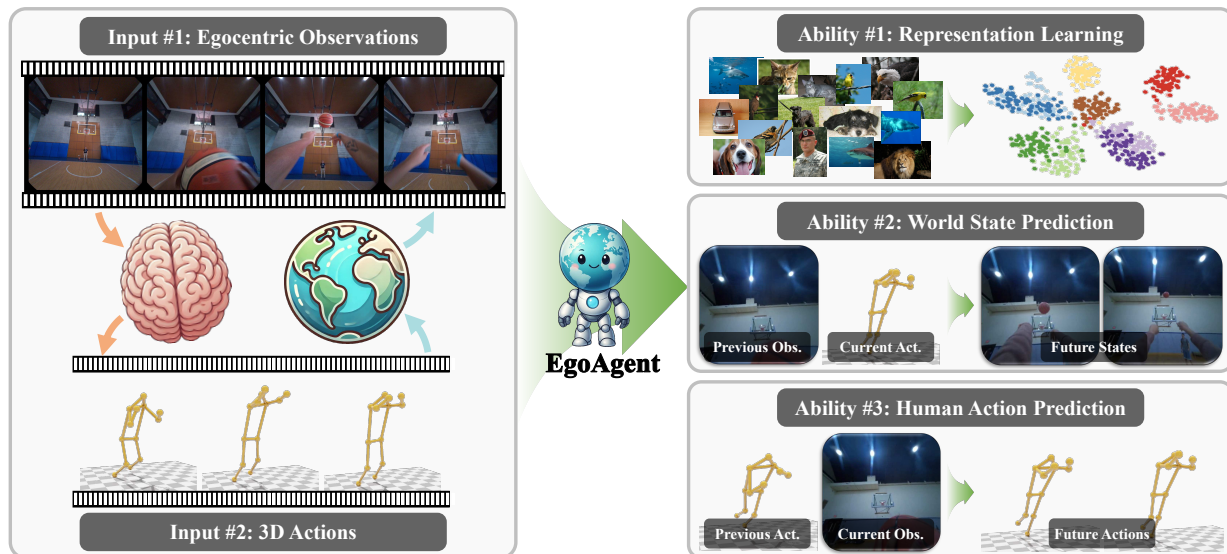 Input #1: Egocentric Observations
Input #2: 3D Actions
EgoAgent
Ability #1: Representation Learning
Ability #2: World State Prediction
Previous Obs.
Current Act.
Future States
Ability #3: Human Action Prediction
Previous Act.
Current Obs.
Future Actions